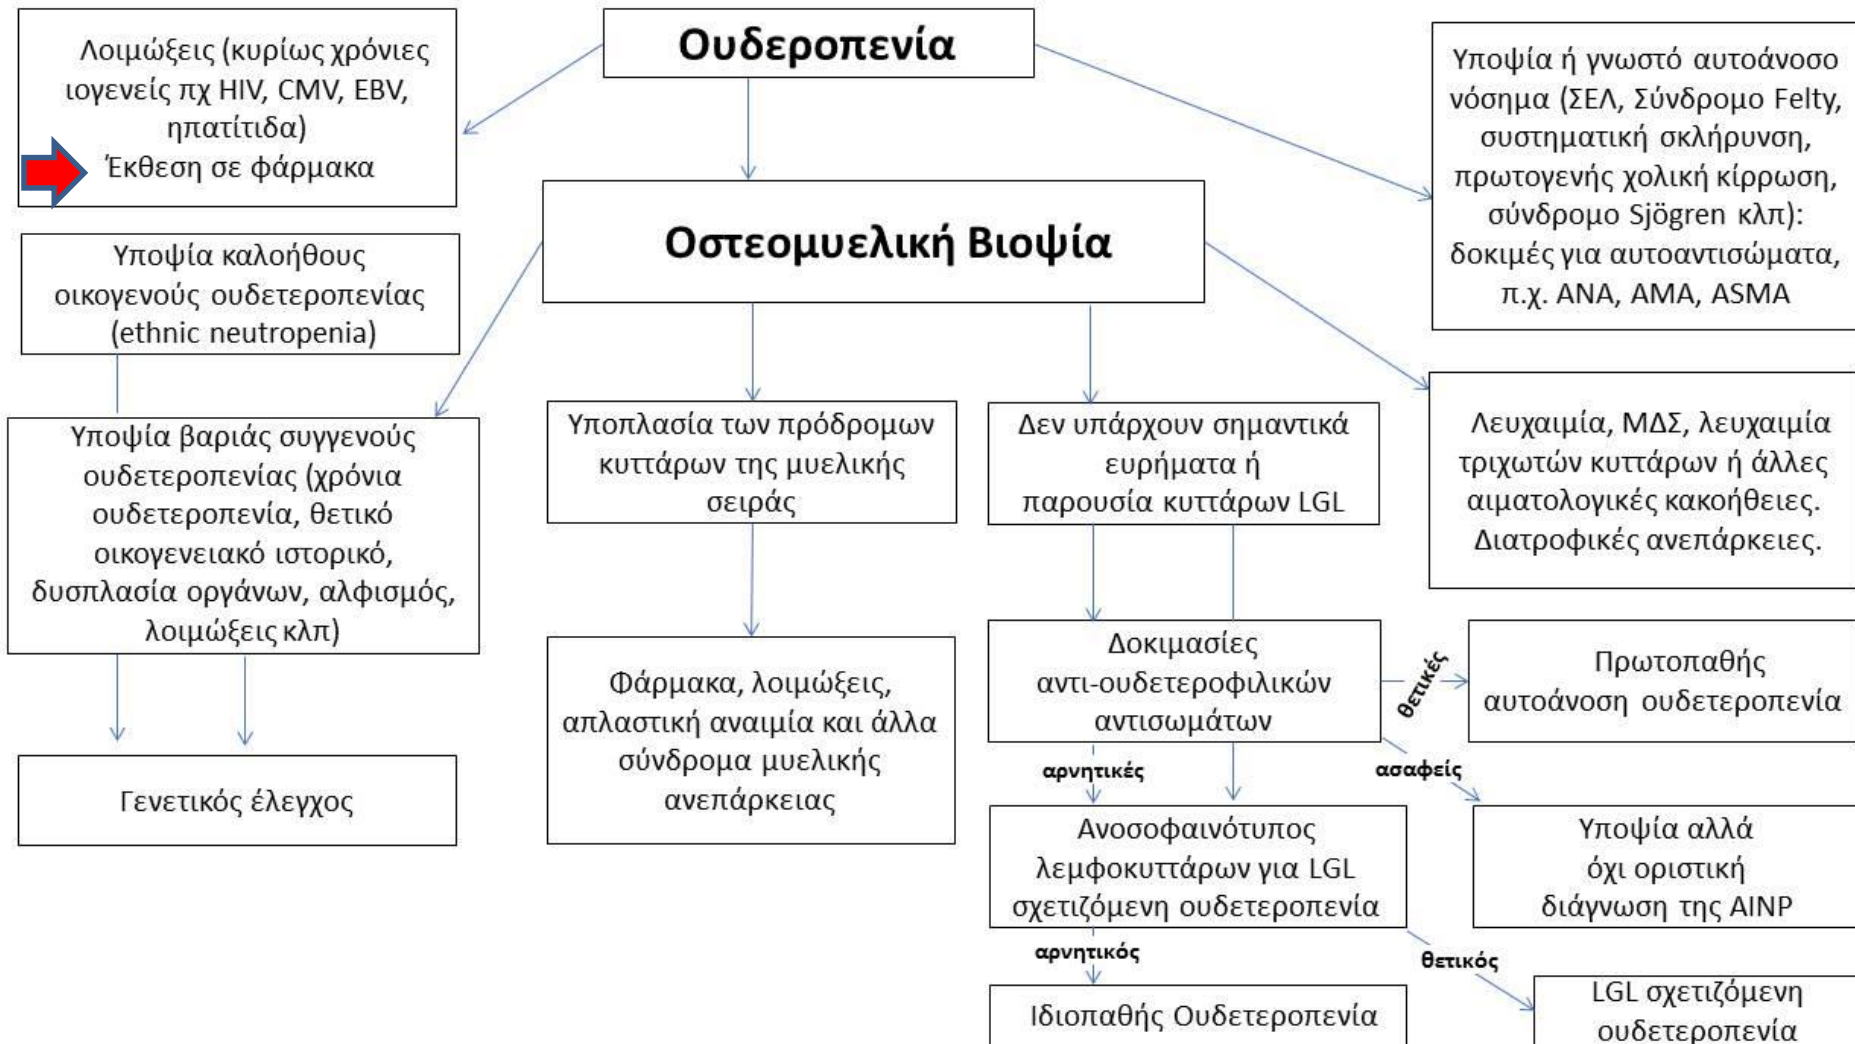 Ουδεροπενία
Λοιμώξεις (κυρίως χρόνιες
ιογενείς πχ HIV, CMV, EBV,
ηπατίτιδα)
Έκθεση σε φάρμακα
Υποψία ή γνωστό αυτοάνοσο
νόσημα (ΣΕΛ, Σύνδρομο Felty,
συστηματική σκλήρυνση,
πρωτογενής χολική κίρρωση,
σύνδρομο Sjögren κλπ):
δοκιμές για αυτοαντισώματα,
π.χ. ANA, AMA, ASMA
Οστεομυελική Βιοψία
Υποψία καλοήθους
οικογενούς ουδετεροπενίας
(ethnic neutropenia)
Υποψία βαριάς συγγενούς
ουδετεροπενίας (χρόνια
ουδετεροπενία, θετικό
οικογενειακό ιστορικό,
δυσπλασία οργάνων, αλφισμός,
λοιμώξεις κλπ)
Γενετικός έλεγχος
Υποπλασία των πρόδρομων
κυττάρων της μυελικής
σειράς
Φάρμακα, λοιμώξεις,
απλαστική αναιμία και άλλα
σύνδρομα μυελικής
ανεπάρκειας
Δεν υπάρχουν σημαντικά
ευρήματα ή
παρουσία κυττάρων LGL
Λευχαιμία, ΜΔΣ, λευχαιμία
τριχωτών κυττάρων ή άλλες
αιματολογικές κακοήθειες.
Διατροφικές ανεπάρκειες.
Δοκιμασίες
αντι-ουδετεροφιλικών
αντισωμάτων
θετικές
Πρωτοπαθής
αυτοάνοση ουδετεροπενία
αρνητικές
ασαφείς
Ανοσοφαινότυπος
λεμφοκυττάρων για LGL
σχετιζόμενη ουδετεροπενία
Υποψία αλλά
όχι οριστική
διάγνωση της AINP
αρνητικός
θετικός
Ιδιοπαθής Ουδετεροπενία
LGL σχετιζόμενη
ουδετεροπενία